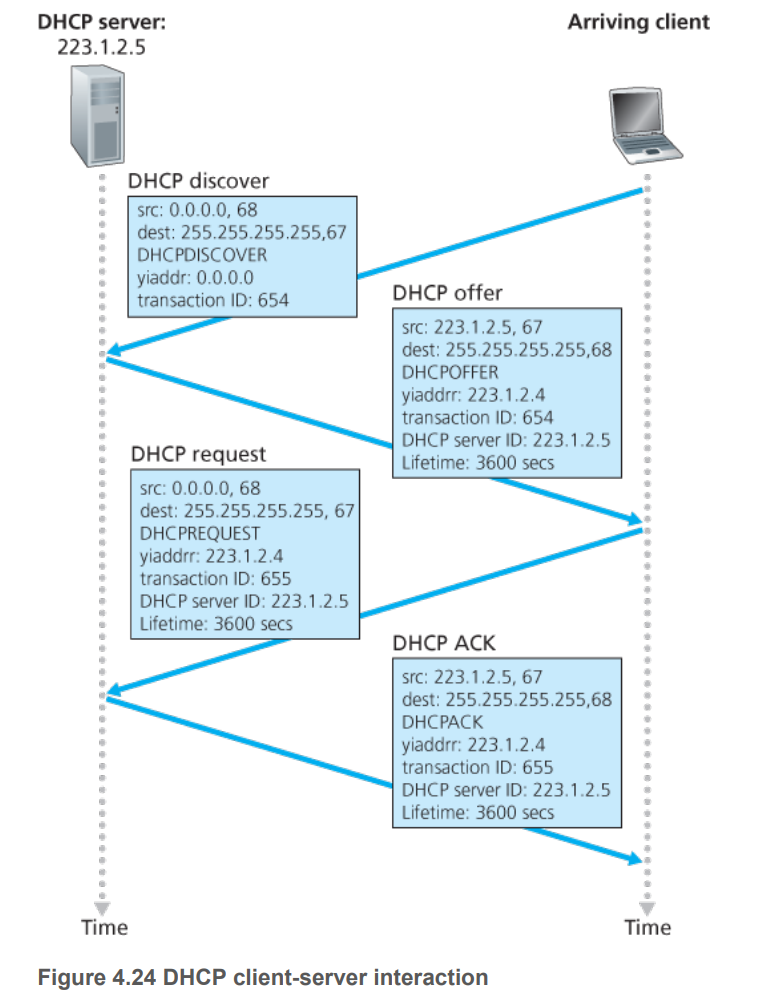 DHCP server:
223.1.2.5
Arriving client
DHCP discover
src: 0.0.0.0, 68
dest: 255.255.255.255,67
DHCPDISCOVER
yiaddr: 0.0.0.0
transaction ID: 654
DHCP offer
src: 223.1.2.5, 67
dest: 255.255.255.255,68
DHCPOFFER
yiaddrr: 223.1.2.4
transaction ID: 654
DHCP server ID: 223.1.2.5
Lifetime: 3600 secs
DHCP request
src: 0.0.0.0, 68
dest: 255.255.255.255, 67
DHCPREQUEST
yiaddrr: 223.1.2.4
transaction ID: 655
DHCP server ID: 223.1.2.5
Lifetime: 3600 secs
DHCP ACK
src: 223.1.2.5, 67
dest: 255.255.255.255,68
DHCPACK
yiaddr: 223.1.2.4
transaction ID: 655
DHCP server ID: 223.1.2.5
Lifetime: 3600 secs
Time
Time
Figure 4.24 DHCP client-server interaction